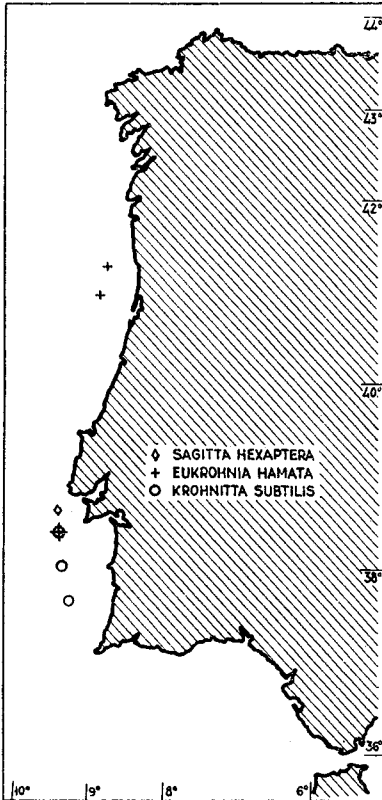 44°
43°
42°
40°
◊ SAGITTA HEXAPTERA
+ EUKROHNIA HAMATA
○ KROHNITTA SUBTILIS
38°
36°
10° 9° 8° 6°